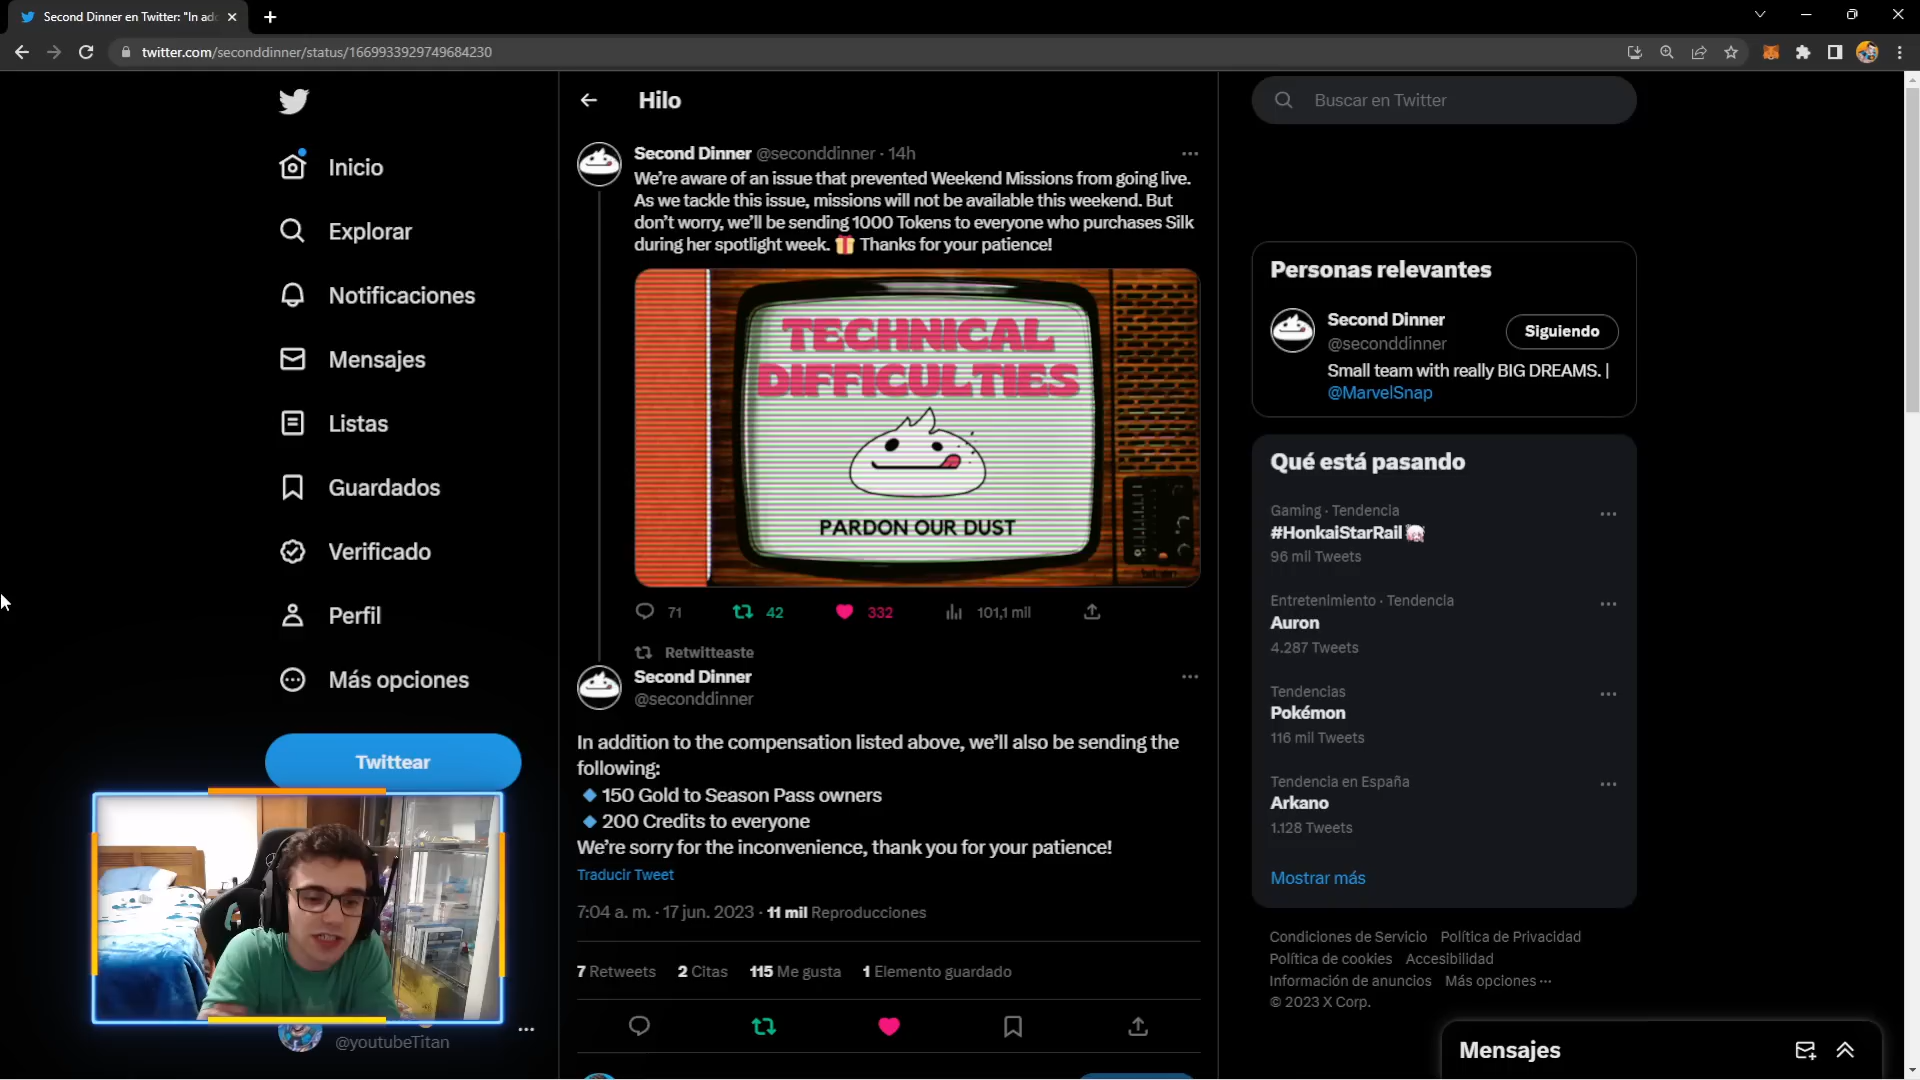 Second Dinner en Twitter: "In ad
twitter.com/seconddinner/status/1669933929749684230
Inicio
Explorar
Notificaciones
Mensajes
Listas
Guardados
Verificado
Perfil
Más opciones
Twittear
@youtubeTitan
Hilo
Second Dinner @seconddinner · 14h
We're aware of an issue that prevented Weekend Missions from going live.
As we tackle this issue, missions will not be available this weekend. But
don't worry, we'll be sending 1000 Tokens to everyone who purchases Silk
during her spotlight week. 🎁 Thanks for your patience!
TECHNICAL
DIFFICULTIES
PARDON OUR DUST
71 42 332 101,1 mil
Retwitteaste
Second Dinner
@seconddinner
In addition to the compensation listed above, we'll also be sending the
following:
🔹 150 Gold to Season Pass owners
🔹 200 Credits to everyone
We're sorry for the inconvenience, thank you for your patience!
Traducir Tweet
7:04 a. m. · 17 jun. 2023 · 11 mil Reproducciones
7 Retweets 2 Citas 115 Me gusta 1 Elemento guardado
Buscar en Twitter
Personas relevantes
Second Dinner
@seconddinner
Siguiendo
Small team with really BIG DREAMS. |
@MarvelSnap
Qué está pasando
Gaming · Tendencia
#HonkaiStarRail
96 mil Tweets
Entretenimiento · Tendencia
Auron
4.287 Tweets
Tendencias
Pokémon
116 mil Tweets
Tendencia en España
Arkano
1.128 Tweets
Mostrar más
Condiciones de Servicio Política de Privacidad
Política de cookies Accesibilidad
Información de anuncios Más opciones ···
© 2023 X Corp.
Mensajes